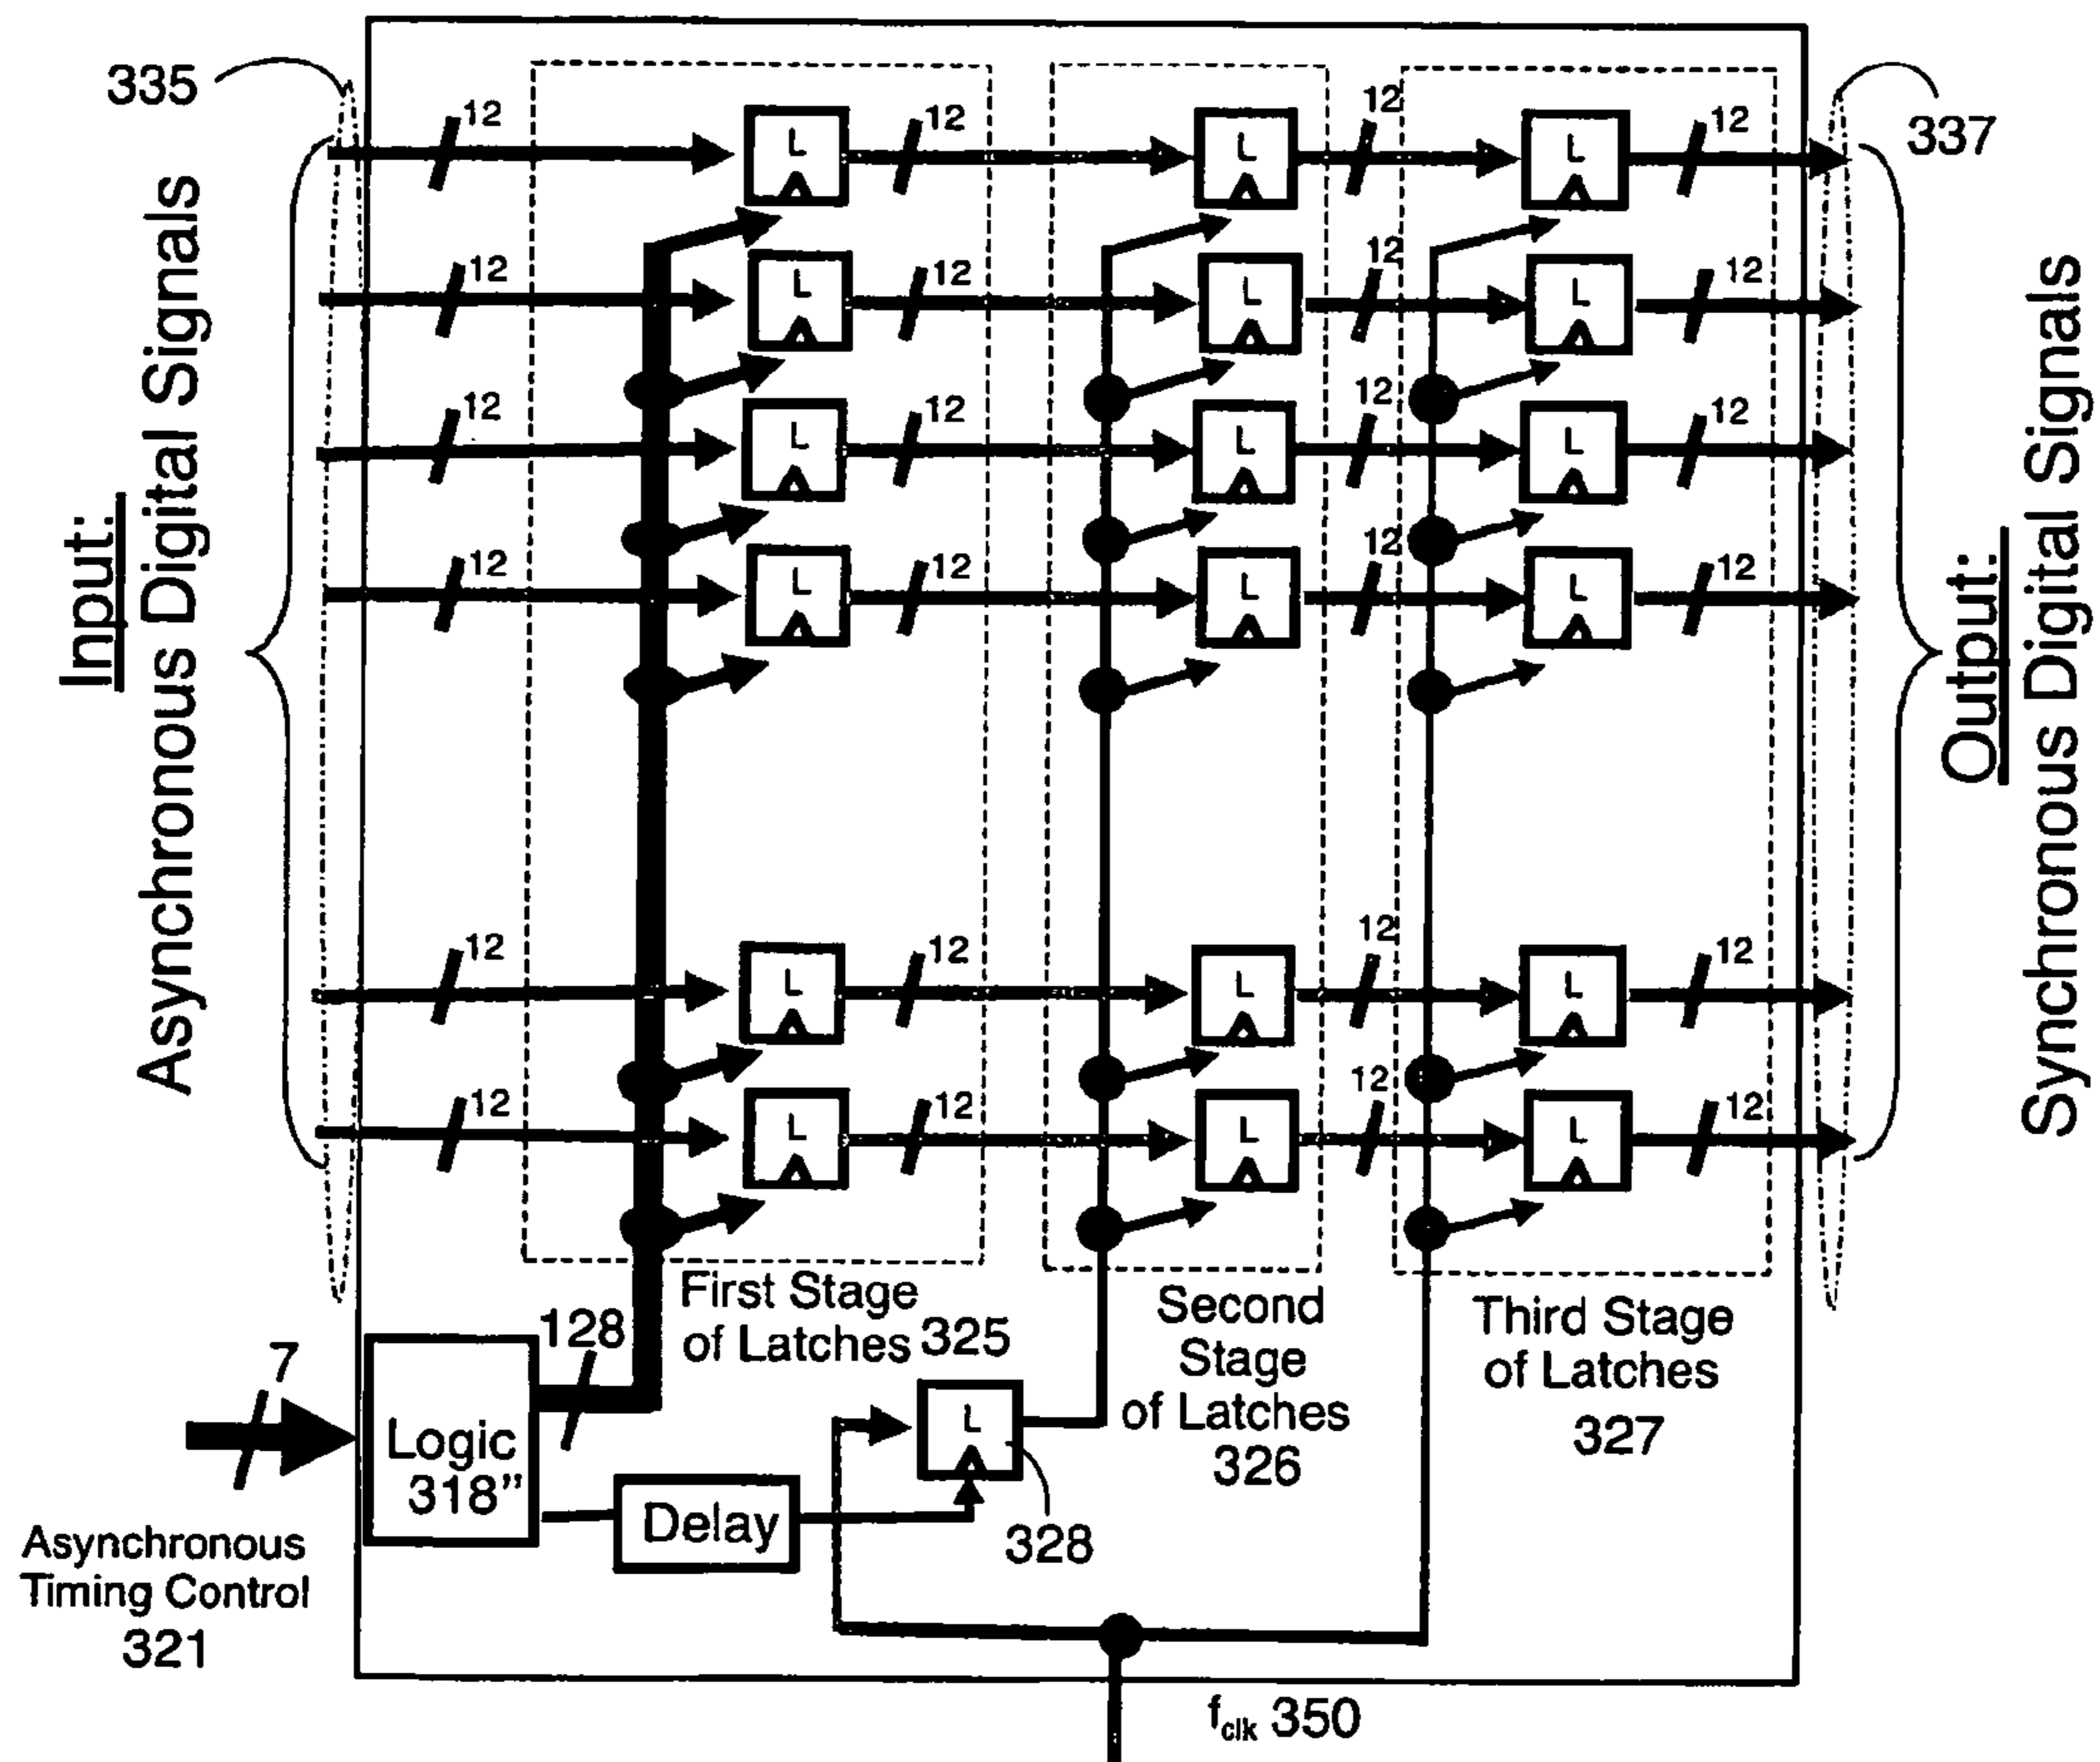 335
12
12
12
12
337
L
L
L
12
12
12
12
L
L
L
12
12
12
12
L
L
L
12
12
12
12
L
L
L
Input:
Asynchronous Digital Signals
Output:
Synchronous Digital Signals
12
12
12
12
L
L
L
12
12
12
12
L
L
L
First Stage
of Latches 325
Second
Stage
of Latches
326
Third Stage
of Latches
327
128
7
Logic
318”
L
328
Delay
Asynchronous
Timing Control
321
fclk 350